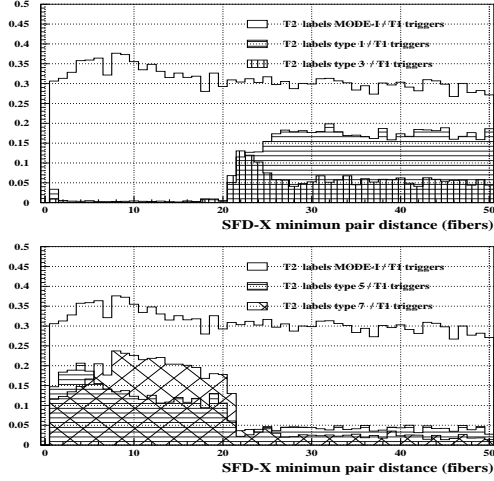 0.5
T2 labels MODE-I / T1 triggers
0.45
T2 labels type 1 / T1 triggers
0.4
T2 labels type 3 / T1 triggers
0.35
0.3
0.25
0.2
0.15
0.1
0.05
0
0 10 20 30 40 50
SFD-X minimun pair distance (fibers)
0.5
T2 labels MODE-I / T1 triggers
0.45
T2 labels type 5 / T1 triggers
0.4
T2 labels type 7 / T1 triggers
0.35
0.3
0.25
0.2
0.15
0.1
0.05
0
0 10 20 30 40 50
SFD-X minimun pair distance (fibers)